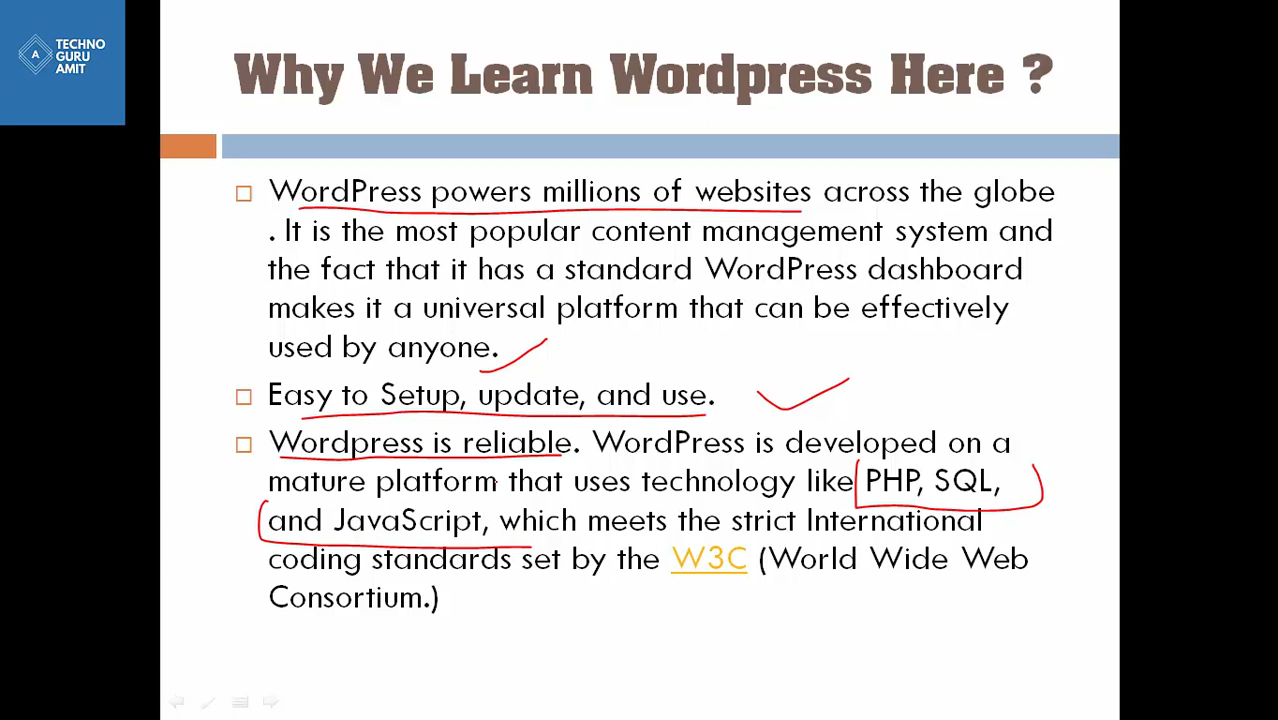 TECHNO
GURU
AMIT
A
Why We Learn Wordpress Here ?
WordPress powers millions of websites across the globe
. It is the most popular content management system and
the fact that it has a standard WordPress dashboard
makes it a universal platform that can be effectively
used by anyone.
Easy to Setup, update, and use.
Wordpress is reliable. WordPress is developed on a
mature platform that uses technology like PHP, SQL,
and JavaScript, which meets the strict International
coding standards set by the W3C (World Wide Web
Consortium.)